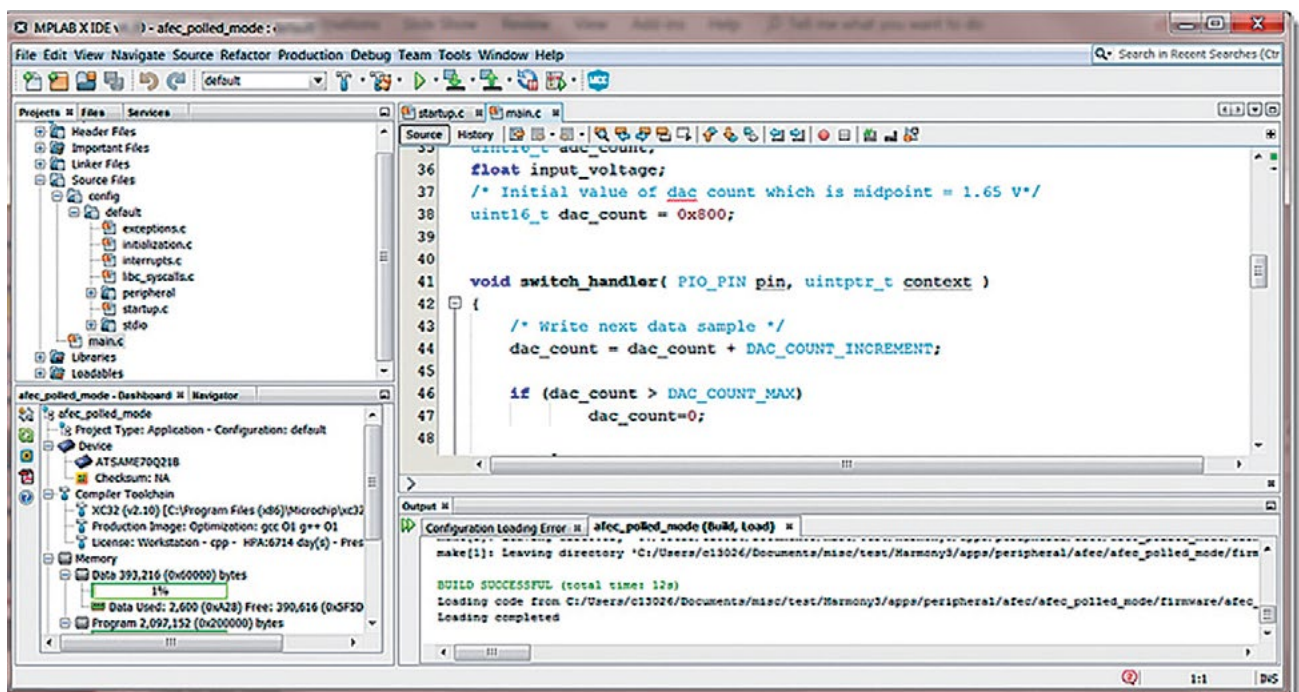 MPLAB X IDE v - afec_polled_mode :
File Edit View Navigate Source Refactor Production Debug Team Tools Window Help
Search in Recent Searches (Ctr
default
Projects Files Services
Header Files
Important Files
Linker Files
Source Files
config
default
exceptions.c
initialization.c
interrupts.c
libc_syscalls.c
peripheral
startup.c
stdio
main.c
Libraries
Loadables
afec_polled_mode - Dashboard Navigator
afec_polled_mode
Project Type: Application - Configuration: default
Device
ATSAME70Q21B
Checksum: NA
Compiler Toolchain
XC32 (v2.10) [C:\Program Files (x86)\Microchip\xc32
Production Image: Optimization: gcc O1 g++ O1
License: Workstation - cpp - HPA:6714 day(s) - Pres
Memory
Data 393,216 (0x60000) bytes
1%
Data Used: 2,600 (0xA28) Free: 390,616 (0x5F5D
Program 2,097,152 (0x200000) bytes
startup.c main.c
Source History
35 uint16_t adc_count;
36 float input_voltage;
37 /* Initial value of dac count which is midpoint = 1.65 V*/
38 uint16_t dac_count = 0x800;
39
40
41 void switch_handler( PIO_PIN pin, uintptr_t context )
42 {
43 /* Write next data sample */
44 dac_count = dac_count + DAC_COUNT_INCREMENT;
45
46 if (dac_count > DAC_COUNT_MAX)
47 dac_count=0;
48
Output
Configuration Loading Error afec_polled_mode (Build, Load)
make[1]: Leaving directory 'C:/Users/c13026/Documents/misc/test/Harmony3/apps/peripheral/afec/afec_polled_mode/firm
BUILD SUCCESSFUL (total time: 12s)
Loading code from C:/Users/c13026/Documents/misc/test/Harmony3/apps/peripheral/afec/afec_polled_mode/firmware/afec_
Loading completed
1:1 INS